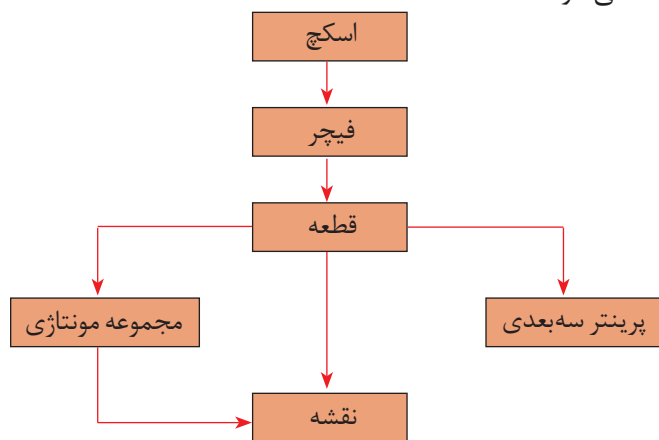 اسکچ
فیچر
قطعه
پرینتر سه‌بعدی
مجموعه مونتاژی
نقشه